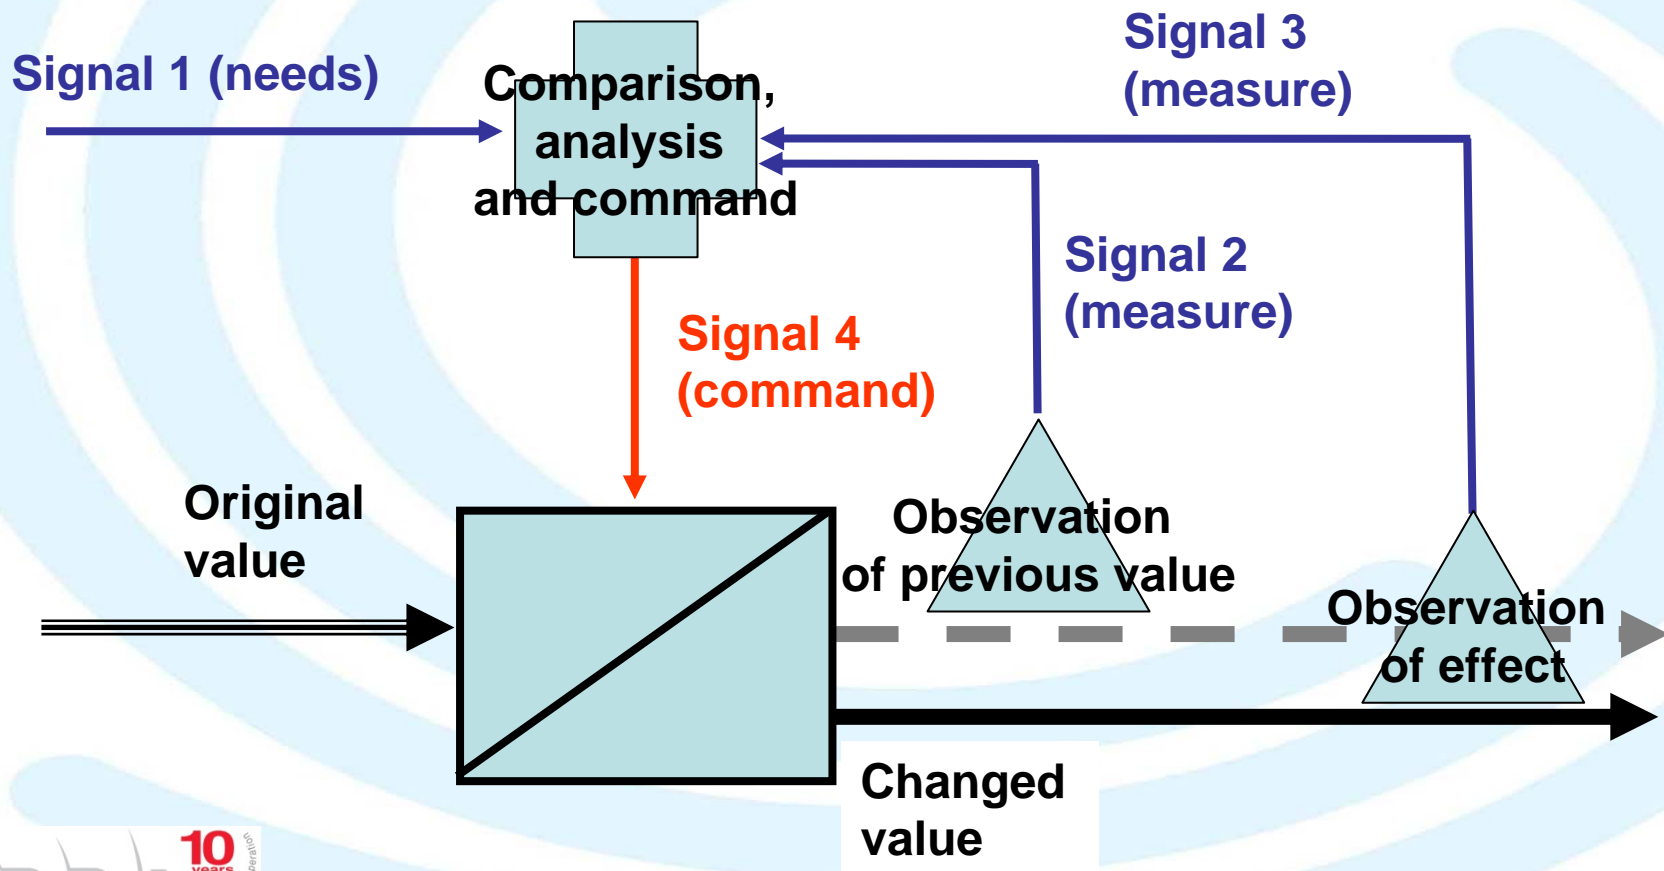 Signal 1 (needs)
Comparison,
analysis
and command
Signal 3
(measure)
Signal 2
(measure)
Signal 4
(command)
Original
value
Observation
of previous value
Observation
of effect
Changed
value
10
years